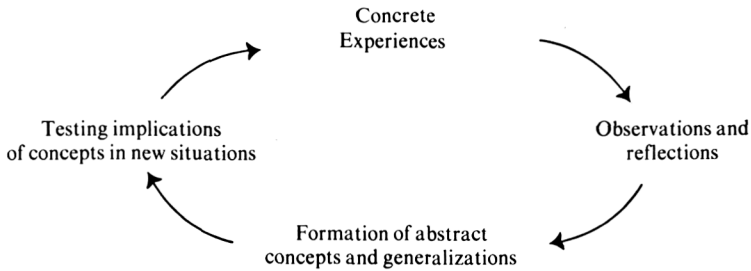 Concrete
Experiences
Testing implications
of concepts in new situations
Observations and
reflections
Formation of abstract
concepts and generalizations